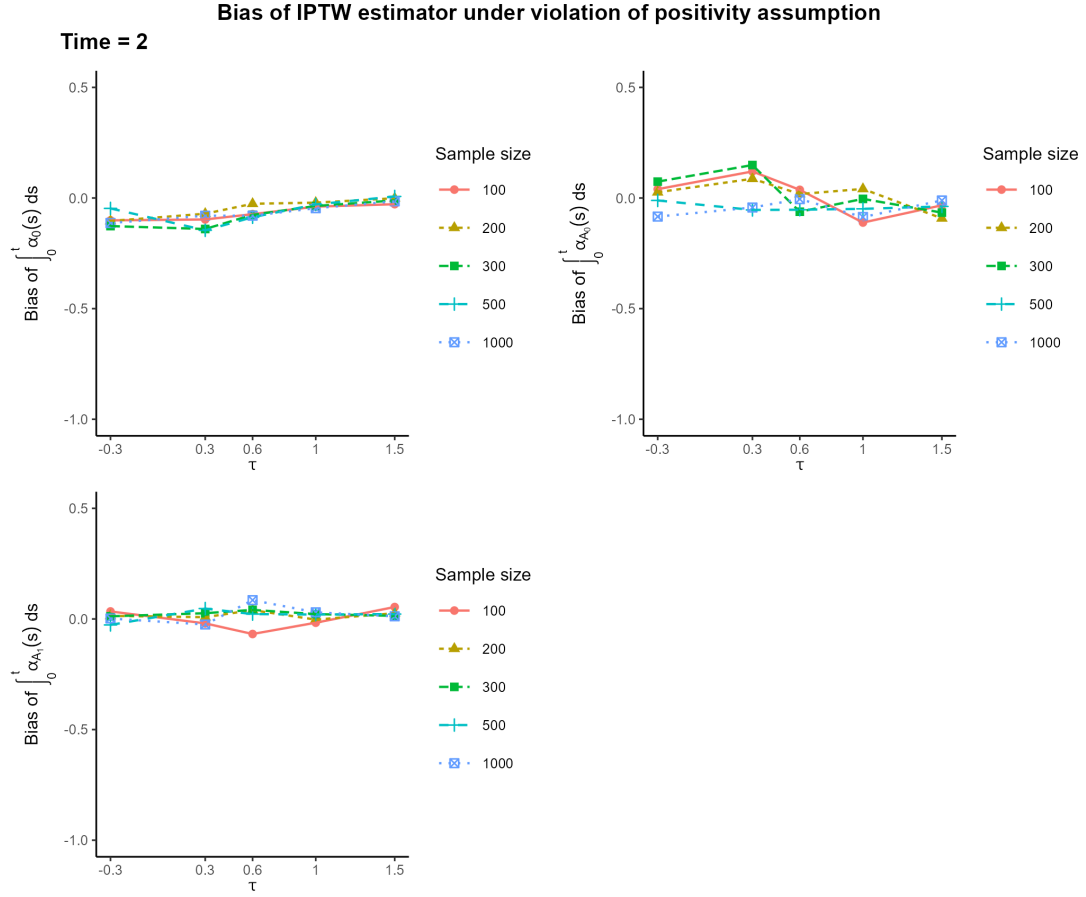 Bias of IPTW estimator under violation of positivity assumption
Time = 2
Bias of ∫₀ᵗ α₀(s) ds
0.5
0.0
-0.5
-1.0
-0.3 0.3 0.6 1 1.5
τ
Sample size
100
200
300
500
1000
Bias of ∫₀ᵗ α_A₀(s) ds
0.5
0.0
-0.5
-1.0
-0.3 0.3 0.6 1 1.5
τ
Sample size
100
200
300
500
1000
Bias of ∫₀ᵗ α_A₁(s) ds
0.5
0.0
-0.5
-1.0
-0.3 0.3 0.6 1 1.5
τ
Sample size
100
200
300
500
1000